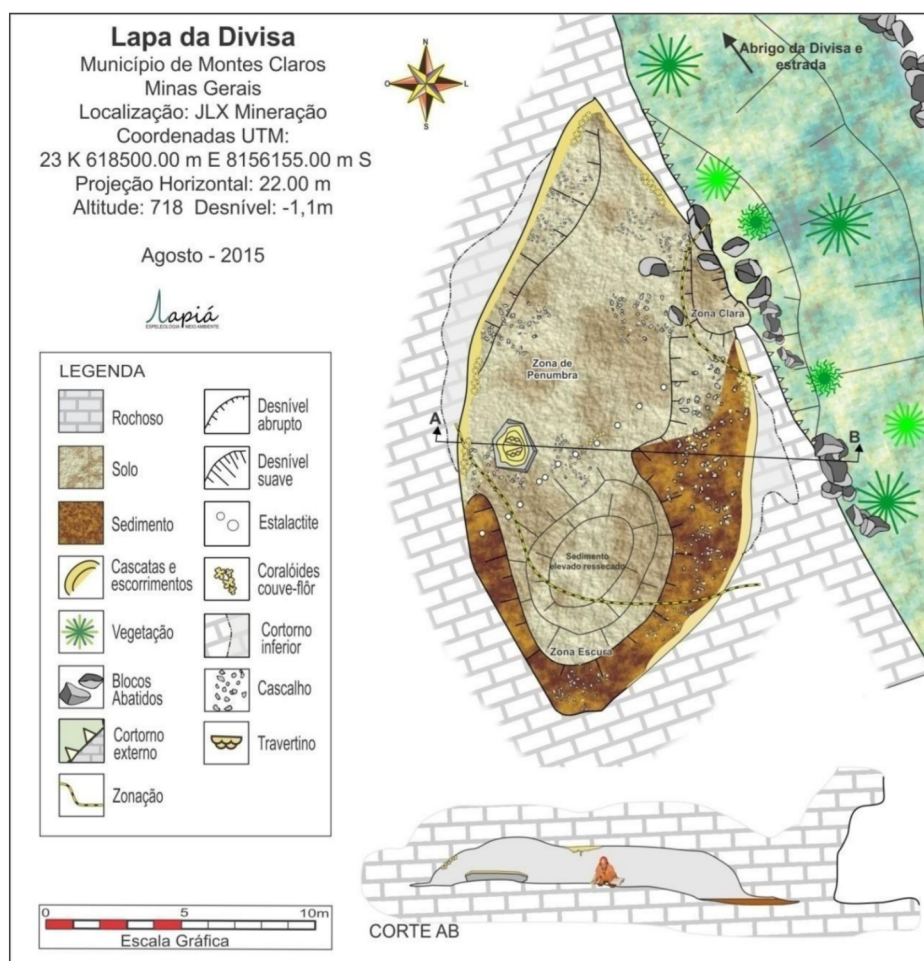 Lapa da Divisa
Município de Montes Claros
Minas Gerais
Localização: JLX Mineração
Coordenadas UTM:
23 K 618500.00 m E 8156155.00 m S
Projeção Horizontal: 22.00 m
Altitude: 718 Desnível: -1,1m
Agosto - 2015
lapiá
ESPELEOLOGIA MEIO AMBIENTE
N
O
L
S
Abrigo da Divisa e
estrada
Zona Clara
Zona de
Penumbra
A
B
Sedimento
elevado ressecado
Zona Escura
LEGENDA
Rochoso
Solo
Sedimento
Cascatas e
escorrimentos
Vegetação
Blocos
Abatidos
Cortorno
externo
Zonação
Desnível
abrupto
Desnível
suave
Estalactite
Coralóides
couve-flôr
Cortorno
inferior
Cascalho
Travertino
0
5
10m
Escala Gráfica
CORTE AB